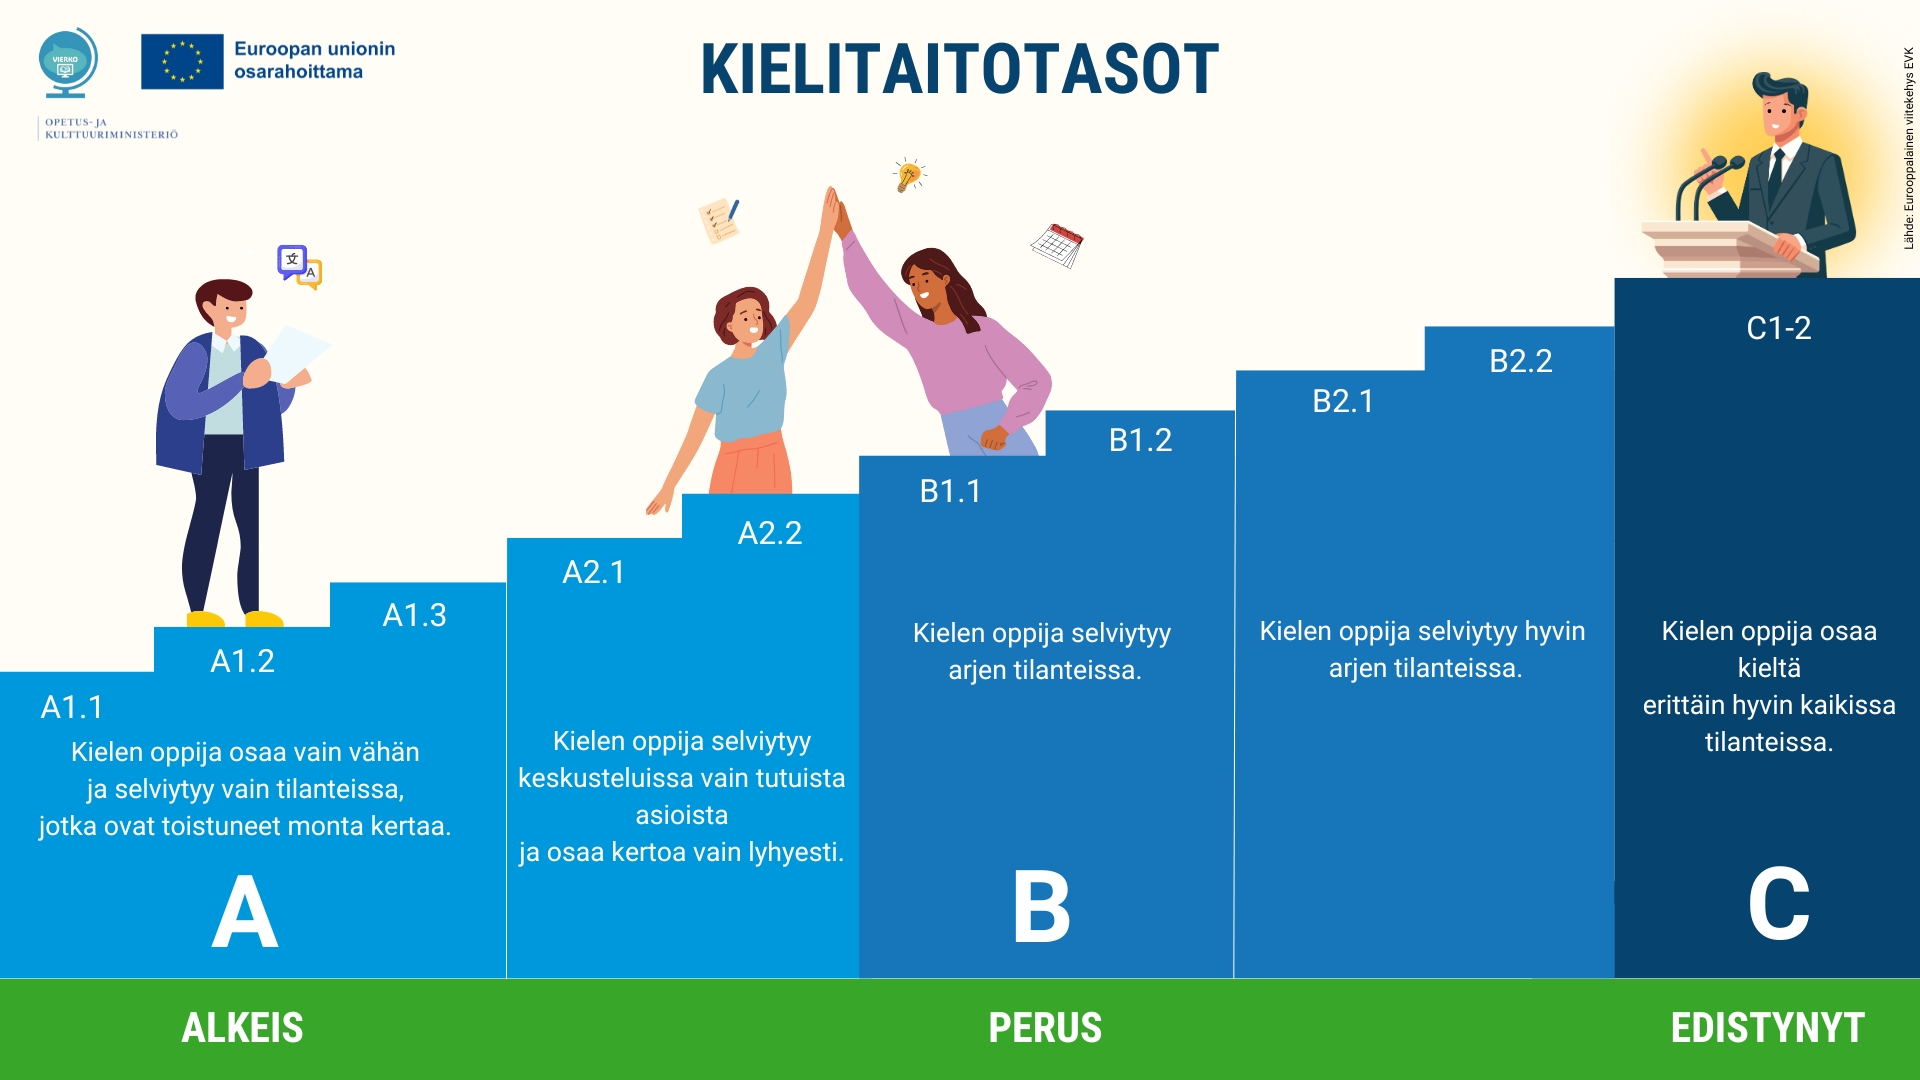 VIERKO
Euroopan unionin
osarahoittama
OPETUS- JA
KULTTUURIMINISTERIÖ
KIELITAITOTASOT
Lähde: Eurooppalainen viitekehys EVK
文
A
A1.1
A1.2
A1.3
Kielen oppija osaa vain vähän
ja selviytyy vain tilanteissa,
jotka ovat toistuneet monta kertaa.
A
A2.1
A2.2
Kielen oppija selviytyy
keskusteluissa vain tutuista
asioista
ja osaa kertoa vain lyhyesti.
B1.1
B1.2
Kielen oppija selviytyy
arjen tilanteissa.
B
B2.1
B2.2
Kielen oppija selviytyy hyvin
arjen tilanteissa.
C1-2
Kielen oppija osaa
kieltä
erittäin hyvin kaikissa
tilanteissa.
C
ALKEIS
PERUS
EDISTYNYT